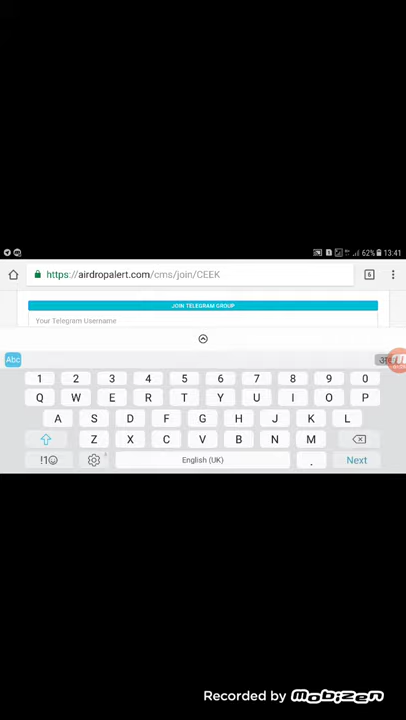 62% 13:41
https://airdropalert.com/cms/join/CEEK 6
JOIN TELEGRAM GROUP
Your Telegram Username
Abc
1 2 3 4 5 6 7 8 9 0
Q W E R T Y U I O P
A S D F G H J K L
Z X C V B N M
!1☺ English (UK) . Next
Recorded by Mobizen